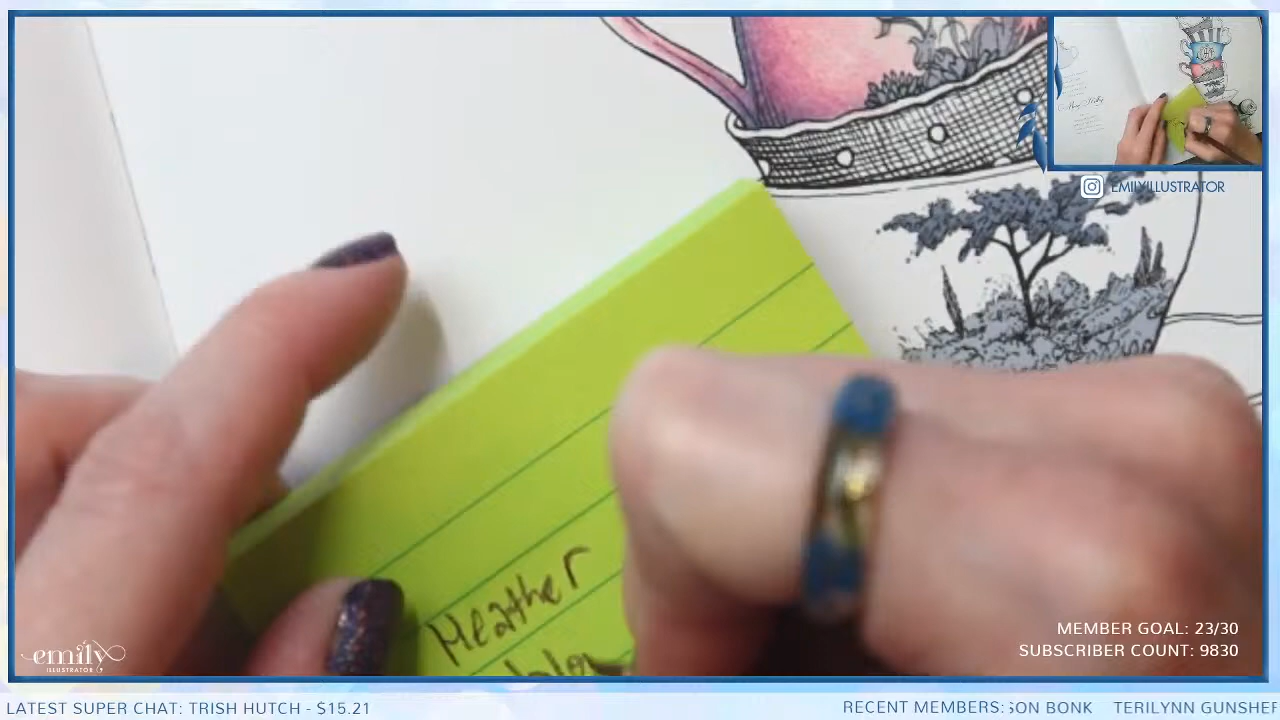 EMILYILLUSTRATOR
Heather
emily
ILLUSTRATOR
MEMBER GOAL: 23/30
SUBSCRIBER COUNT: 9830
LATEST SUPER CHAT: TRISH HUTCH - $15.21
RECENT MEMBERS: SON BONK TERILYNN GUNSHEF